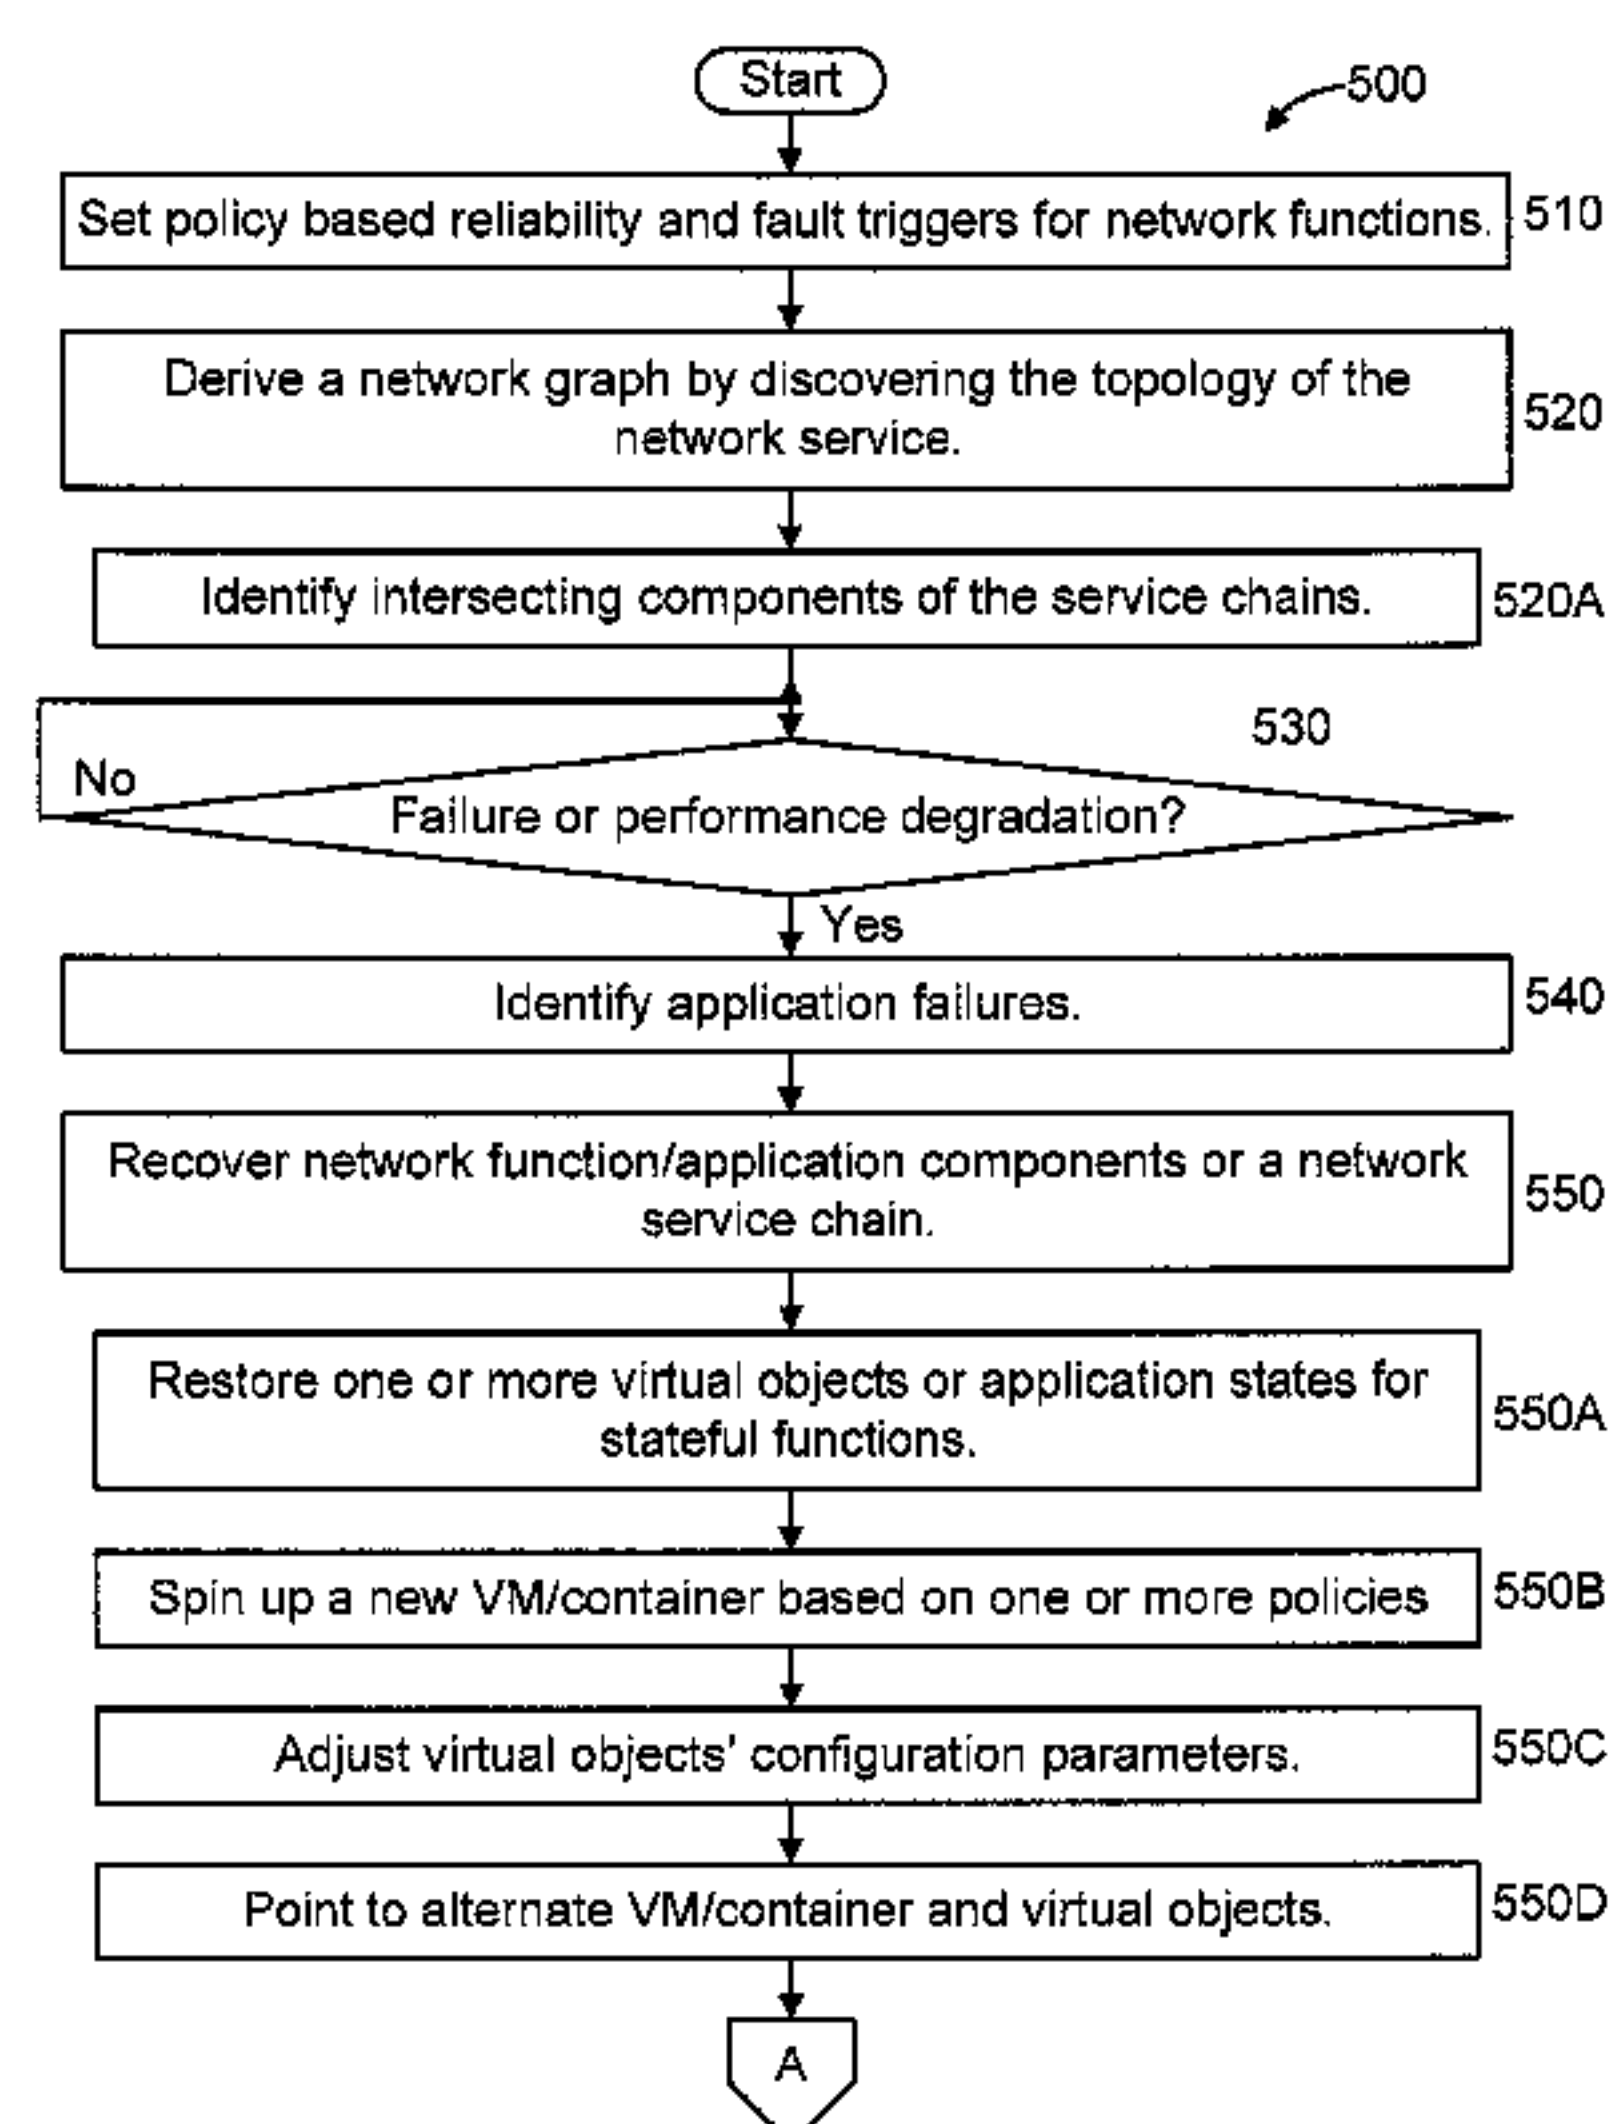 Start
500
Set policy based reliability and fault triggers for network functions.
510
Derive a network graph by discovering the topology of the
network service.
520
Identify intersecting components of the service chains.
520A
530
No
Failure or performance degradation?
Yes
Identify application failures.
540
Recover network function/application components or a network
service chain.
550
Restore one or more virtual objects or application states for
stateful functions.
550A
Spin up a new VM/container based on one or more policies
550B
Adjust virtual objects' configuration parameters.
550C
Point to alternate VM/container and virtual objects.
550D
A